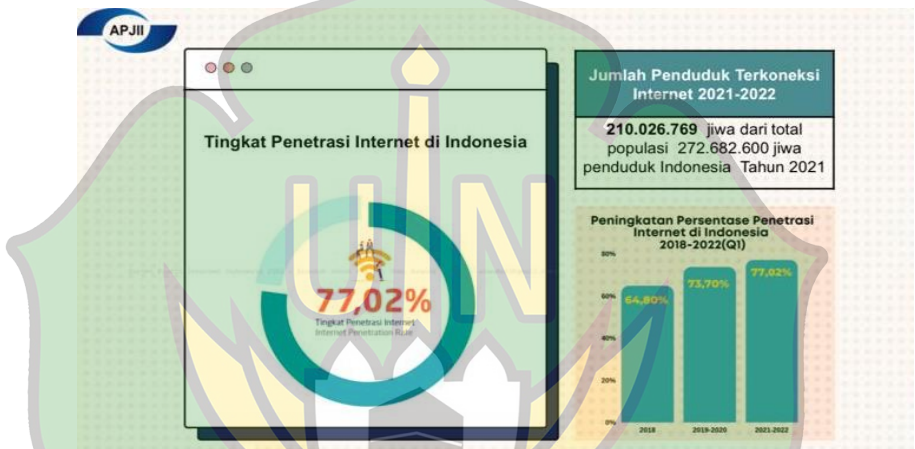 APJII
Tingkat Penetrasi Internet di Indonesia
77,02%
Tingkat Penetrasi Internet
Internet Penetration Rate
Jumlah Penduduk Terkoneksi
Internet 2021-2022
210.026.769 jiwa dari total
populasi 272.682.600 jiwa
penduduk Indonesia Tahun 2021
Peningkatan Persentase Penetrasi
Internet di Indonesia
2018-2022(Q1)
80%
60%
40%
20%
0%
64,80%
73,70%
77,02%
2018
2019-2020
2021-2022
UIN